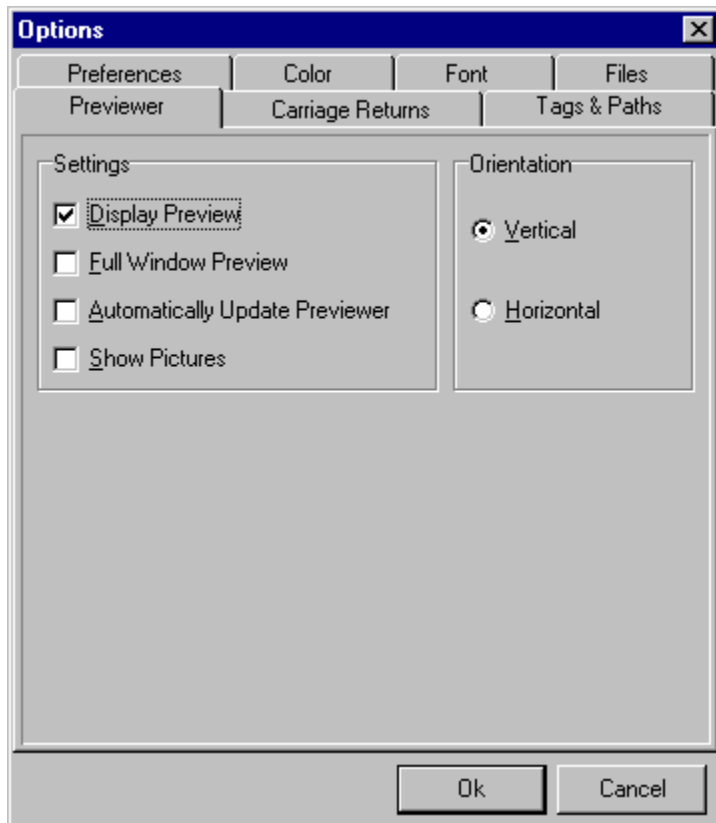 Options
Preferences Color Font Files
Previewer Carriage Returns Tags & Paths
Settings
Display Preview
Full Window Preview
Automatically Update Previewer
Show Pictures
Orientation
Vertical
Horizontal
Ok Cancel